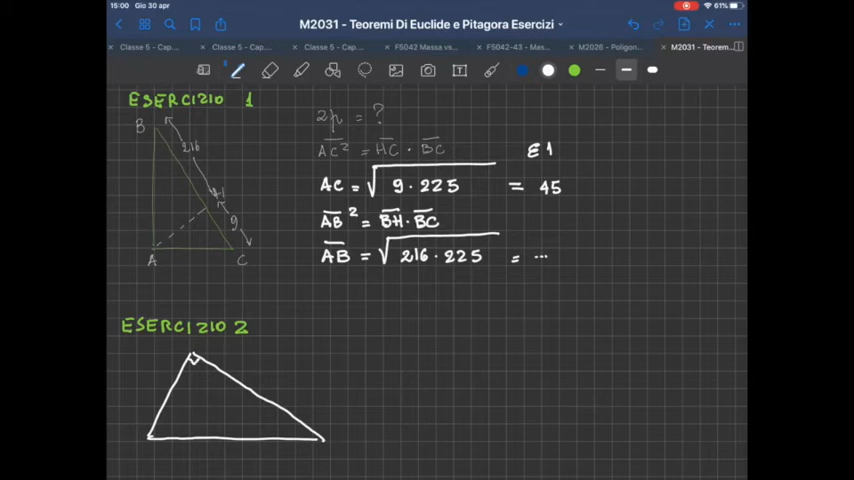 15:00 Gio 30 apr
61%
M2031 - Teoremi Di Euclide e Pitagora Esercizi
Classe 5 - Cap...
Classe 5 - Cap...
Classe 5 - Cap...
F5042 Massa vs...
F5042-43 - Mas...
M2026 - Poligon...
M2031 - Teorem...
ESERCIZIO 1
B
216
H
9
A
C
2p = ?
AC² = HC · BC
E1
AC = √9 · 225 = 45
AB² = BH · BC
AB = √216 · 225 = ...
ESERCIZIO 2